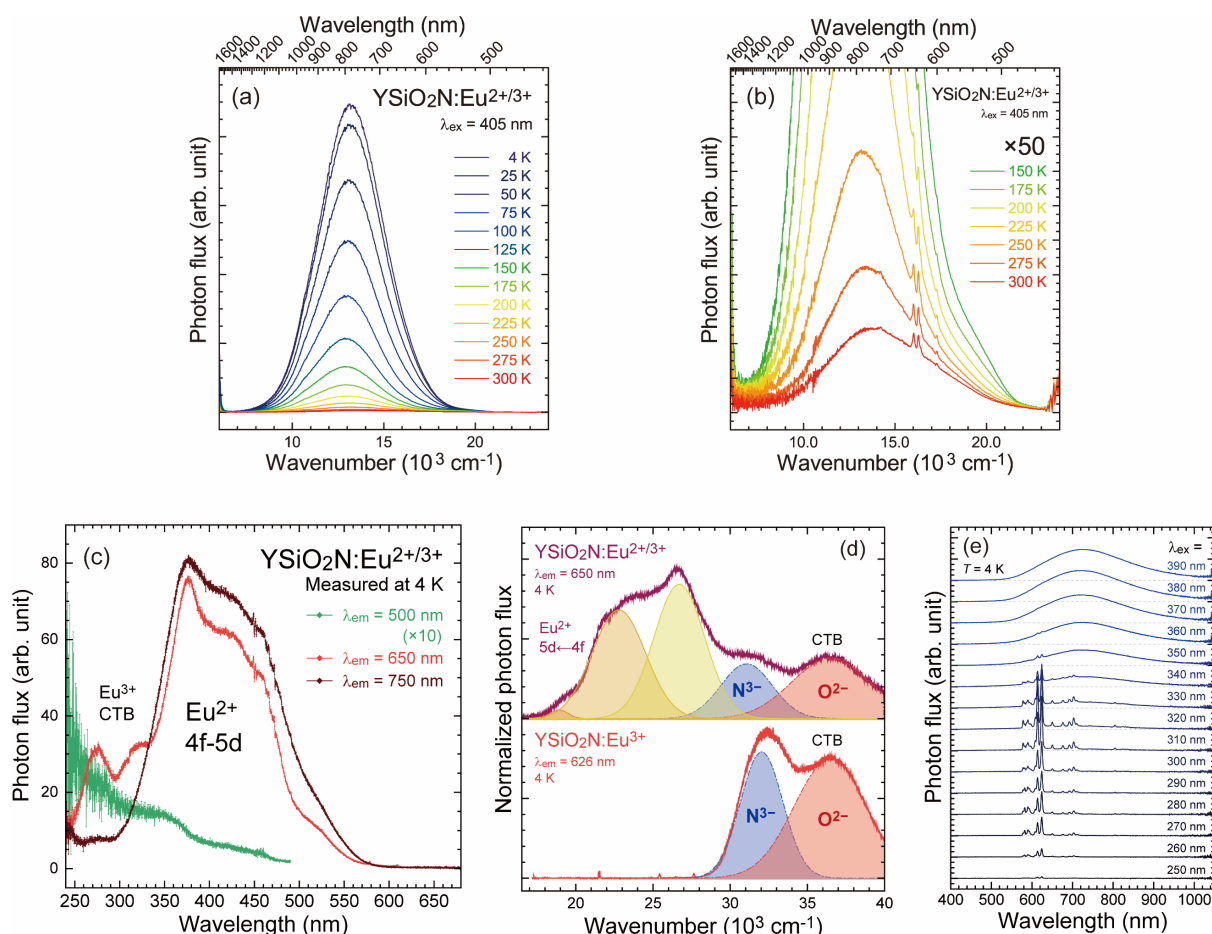 Wavelength (nm)
1600 1400 1200 1000 900 800 700 600 500
(a)
YSiO₂N:Eu²⁺/³⁺
λex = 405 nm
4 K
25 K
50 K
75 K
100 K
125 K
150 K
175 K
200 K
225 K
250 K
275 K
300 K
Photon flux (arb. unit)
10 15 20
Wavenumber (10³ cm⁻¹)
Wavelength (nm)
1600 1400 1200 1000 900 800 700 600 500
(b)
YSiO₂N:Eu²⁺/³⁺
λex = 405 nm
×50
150 K
175 K
200 K
225 K
250 K
275 K
300 K
Photon flux (arb. unit)
10.0 15.0 20.0
Wavenumber (10³ cm⁻¹)
(c)
YSiO₂N:Eu²⁺/³⁺
Measured at 4 K
λem = 500 nm
(×10)
λem = 650 nm
λem = 750 nm
Eu³⁺
CTB
Eu²⁺
4f-5d
Photon flux (arb. unit)
80
60
40
20
0
250 300 350 400 450 500 550 600 650
Wavelength (nm)
(d)
YSiO₂N:Eu²⁺/³⁺
λem = 650 nm
4 K
Eu²⁺
5d←4f
CTB
N³⁻
O²⁻
YSiO₂N:Eu³⁺
λem = 626 nm
4 K
CTB
N³⁻
O²⁻
Normalized photon flux
20 25 30 35 40
Wavenumber (10³ cm⁻¹)
(e)
T = 4 K
λex =
390 nm
380 nm
370 nm
360 nm
350 nm
340 nm
330 nm
320 nm
310 nm
300 nm
290 nm
280 nm
270 nm
260 nm
250 nm
Photon flux (arb. unit)
400 500 600 700 800 900 1000
Wavelength (nm)